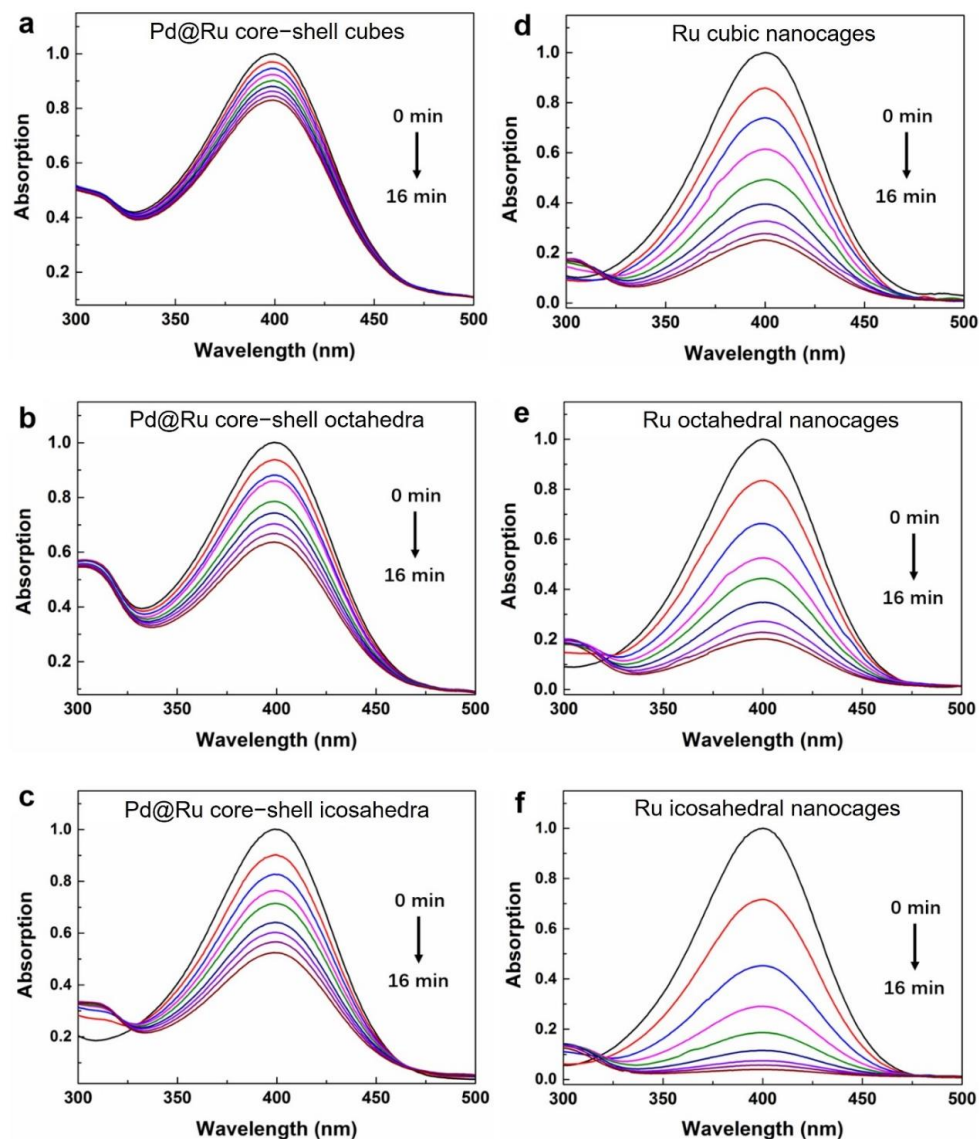 a
Pd@Ru core−shell cubes
1.0
0.8
0.6
0.4
0.2
Absorption
0 min
16 min
300
350
400
450
500
Wavelength (nm)
d
Ru cubic nanocages
1.0
0.8
0.6
0.4
0.2
0.0
Absorption
0 min
16 min
300
350
400
450
500
Wavelength (nm)
b
Pd@Ru core−shell octahedra
1.0
0.8
0.6
0.4
0.2
Absorption
0 min
16 min
300
350
400
450
500
Wavelength (nm)
e
Ru octahedral nanocages
1.0
0.8
0.6
0.4
0.2
0.0
Absorption
0 min
16 min
300
350
400
450
500
Wavelength (nm)
c
Pd@Ru core−shell icosahedra
1.0
0.8
0.6
0.4
0.2
0.0
Absorption
0 min
16 min
300
350
400
450
500
Wavelength (nm)
f
Ru icosahedral nanocages
1.0
0.8
0.6
0.4
0.2
0.0
Absorption
0 min
16 min
300
350
400
450
500
Wavelength (nm)